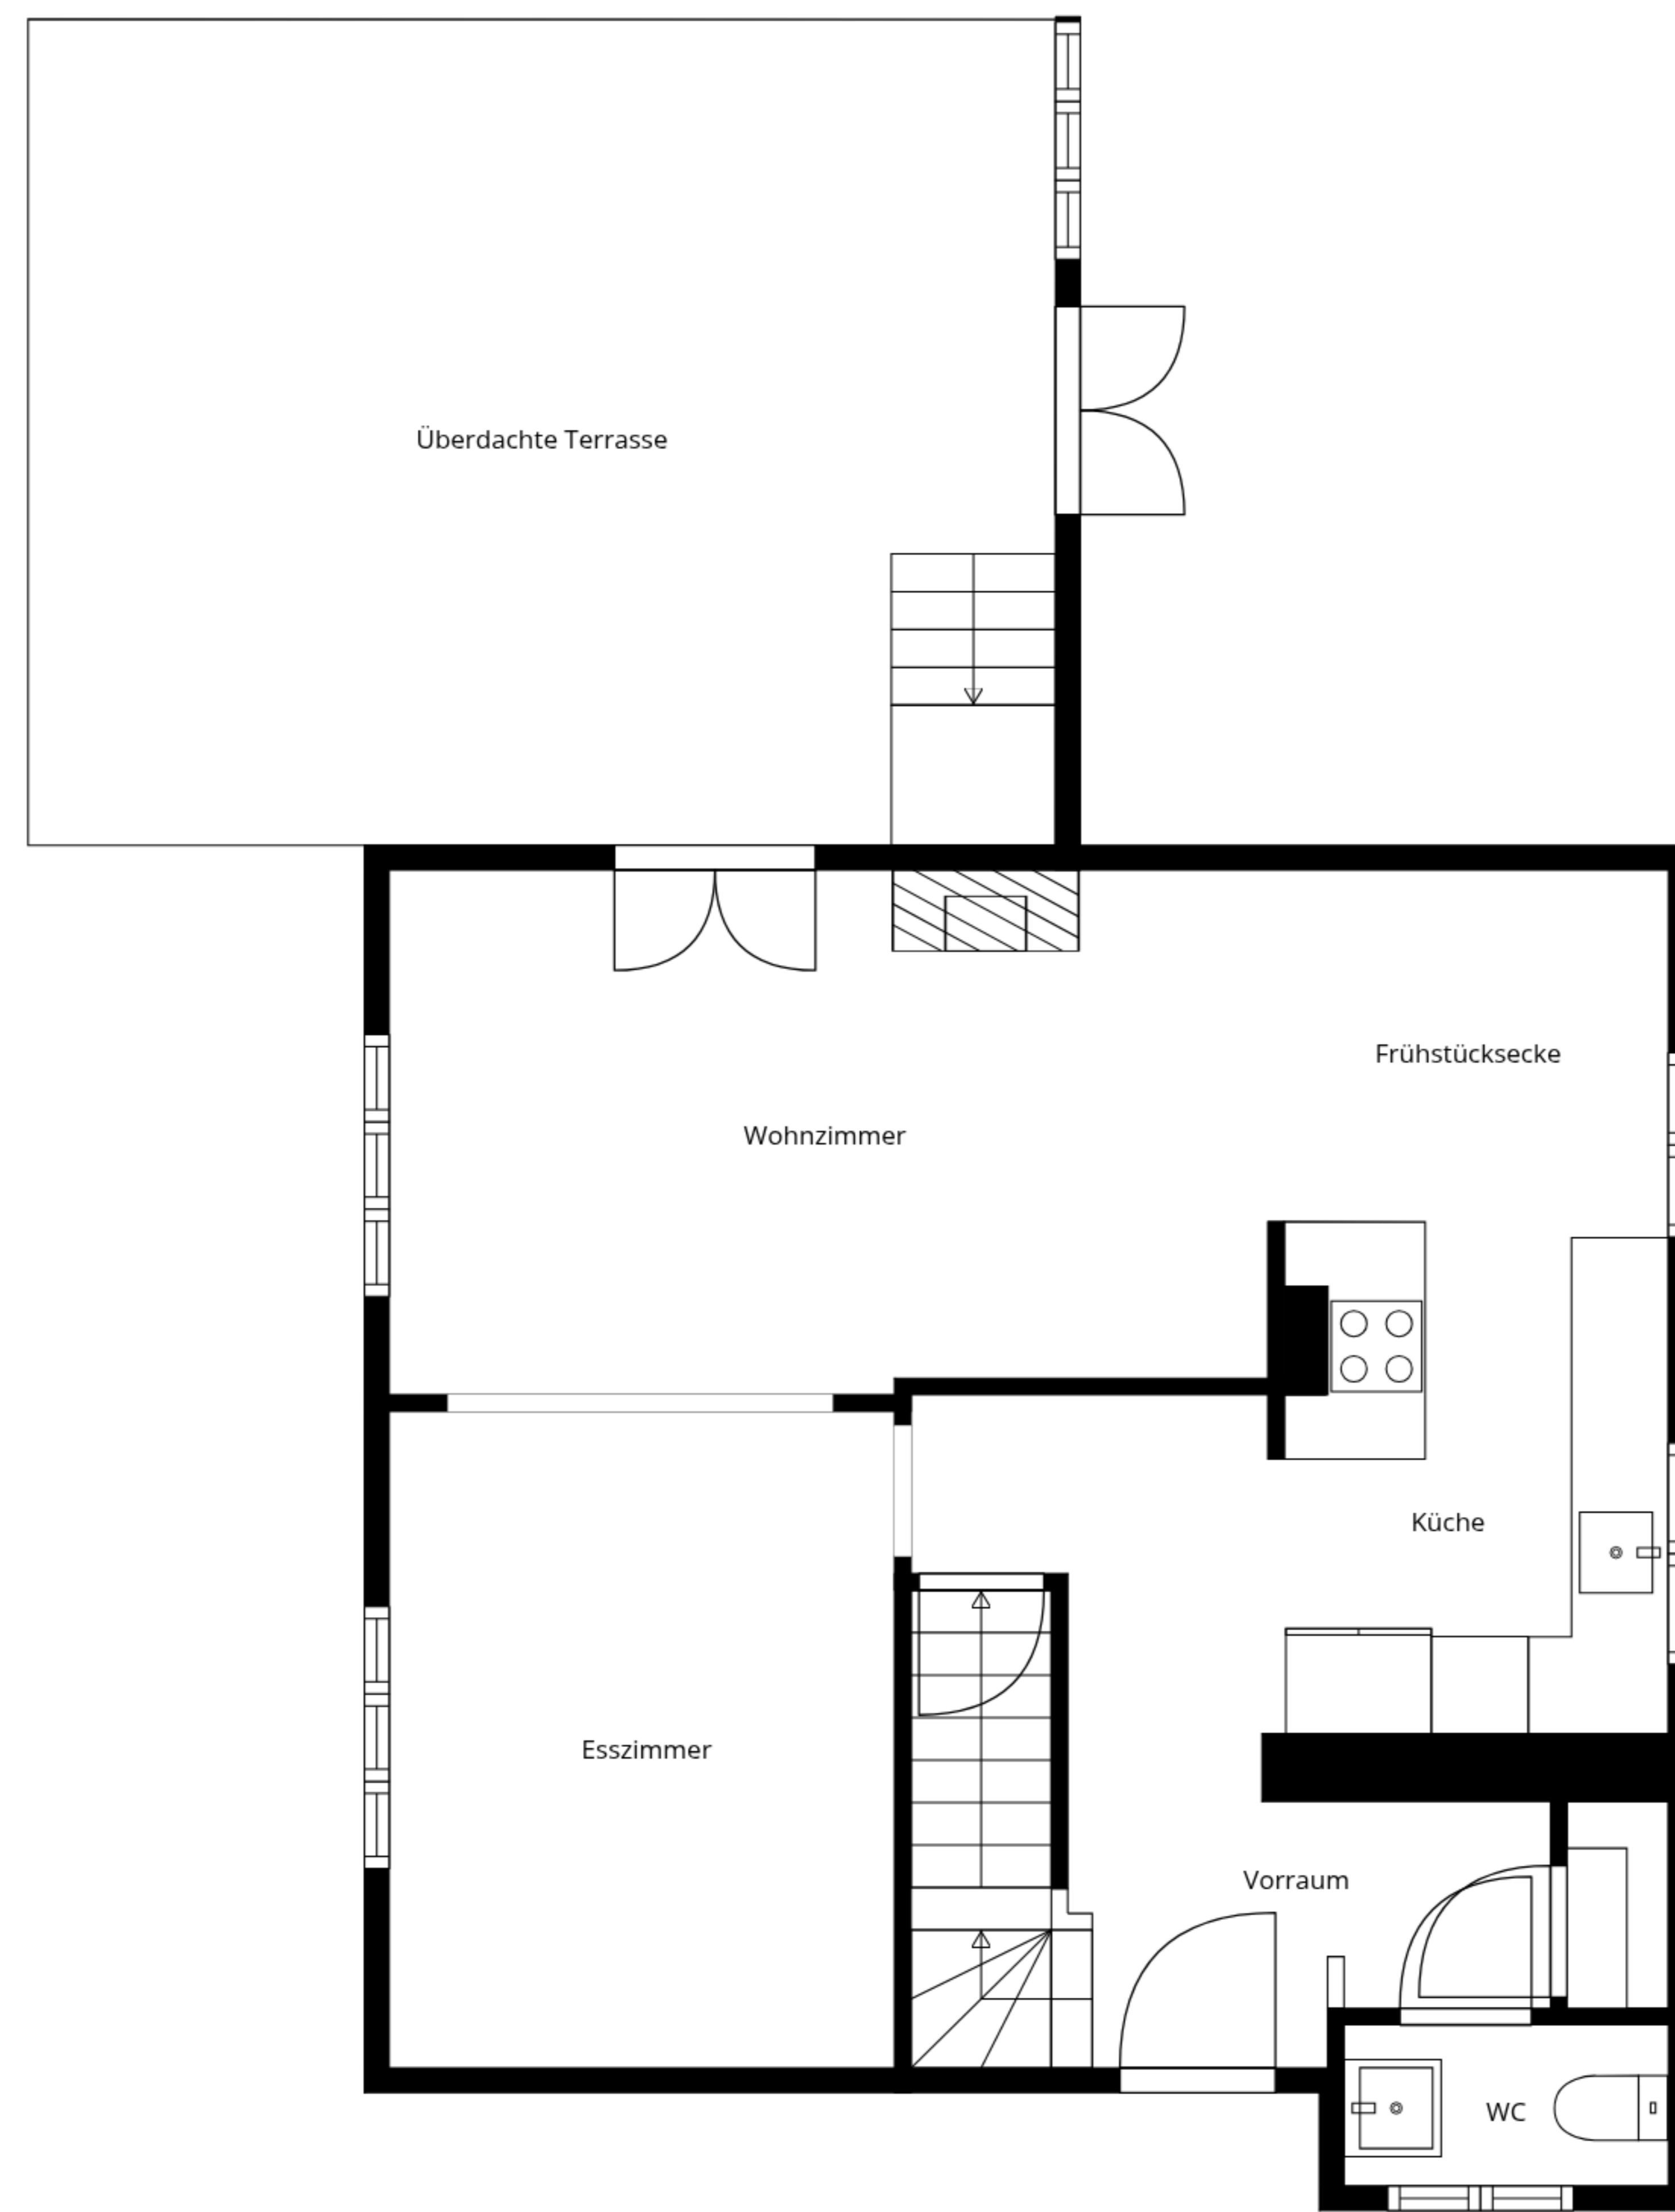 Überdachte Terrasse
Frühstücksecke
Wohnzimmer
Küche
Esszimmer
Vorraum
WC